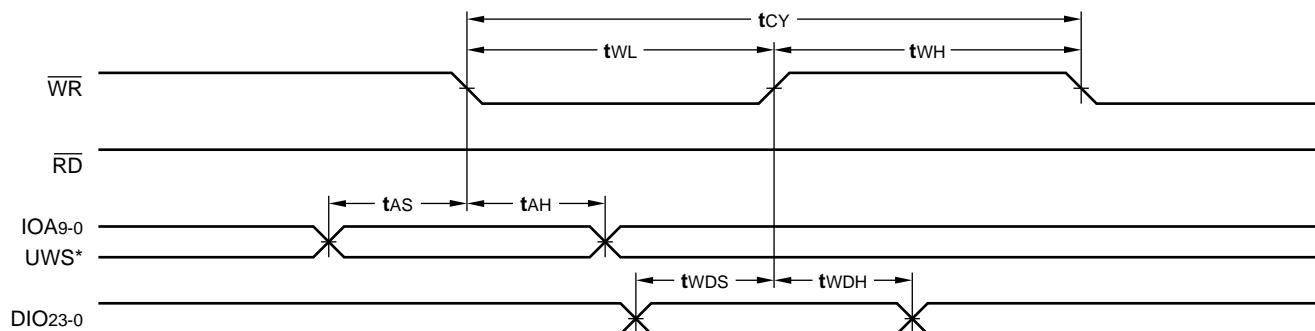 tCY
tWL
tWH
WR
RD
tAS
tAH
IOA9-0
UWS*
tWDS
tWDH
DIO23-0